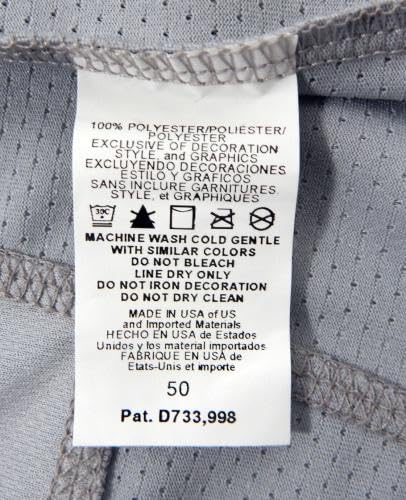 100% POLYESTER/POLIÉSTER/
POLYESTER
EXCLUSIVE OF DECORATION
STYLE, and GRAPHICS
EXCLUYENDO DECORACIONES
ESTILO Y GRAFICOS
SANS INCLURE GARNITURES
STYLE, et GRAPHIQUES
30C
MACHINE WASH COLD GENTLE
WITH SIMILAR COLORS
DO NOT BLEACH
LINE DRY ONLY
DO NOT IRON DECORATION
DO NOT DRY CLEAN
MADE IN USA of US
and Imported Materials
HECHO EN USA de Estados
Unidos y los material importados
FABRIQUE EN USA de
Etats-Unis et importe
50
Pat. D733,998